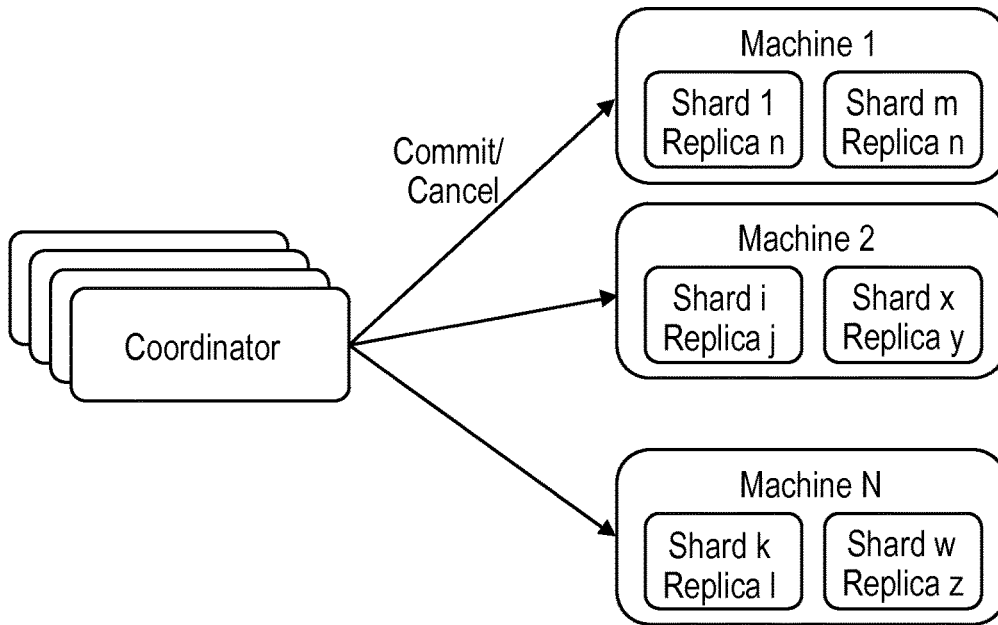 Machine 1
Shard 1
Replica n
Shard m
Replica n
Commit/
Cancel
Machine 2
Shard i
Replica j
Shard x
Replica y
Coordinator
Machine N
Shard k
Replica l
Shard w
Replica z